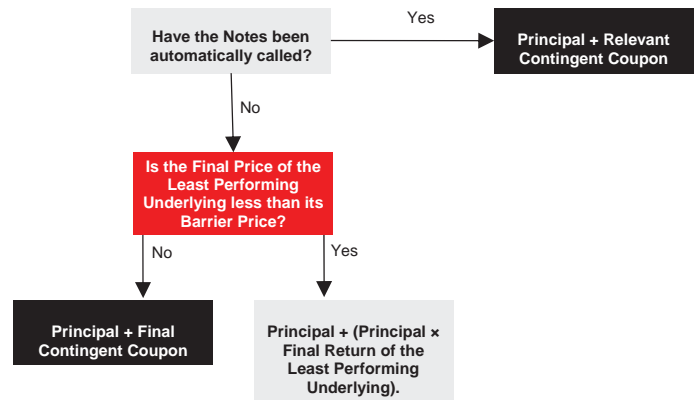 Have the Notes been
automatically called?
Yes
Principal + Relevant
Contingent Coupon
No
Is the Final Price of the
Least Performing
Underlying less than its
Barrier Price?
No
Yes
Principal + Final
Contingent Coupon
Principal + (Principal ×
Final Return of the
Least Performing
Underlying).